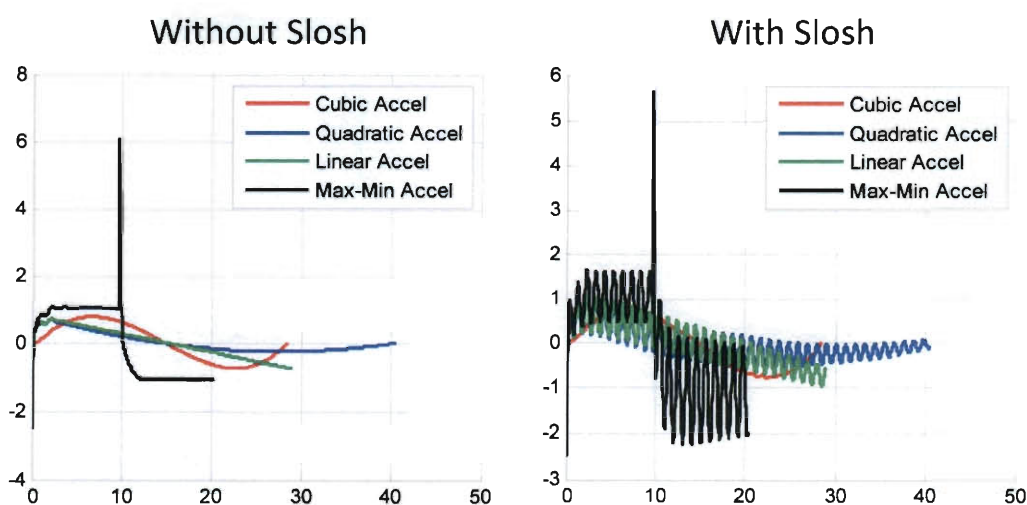 Without Slosh
8
6
4
2
0
-2
-4
0
10
20
30
40
50
Cubic Accel
Quadratic Accel
Linear Accel
Max-Min Accel
With Slosh
6
5
4
3
2
1
0
-1
-2
-3
0
10
20
30
40
50
Cubic Accel
Quadratic Accel
Linear Accel
Max-Min Accel